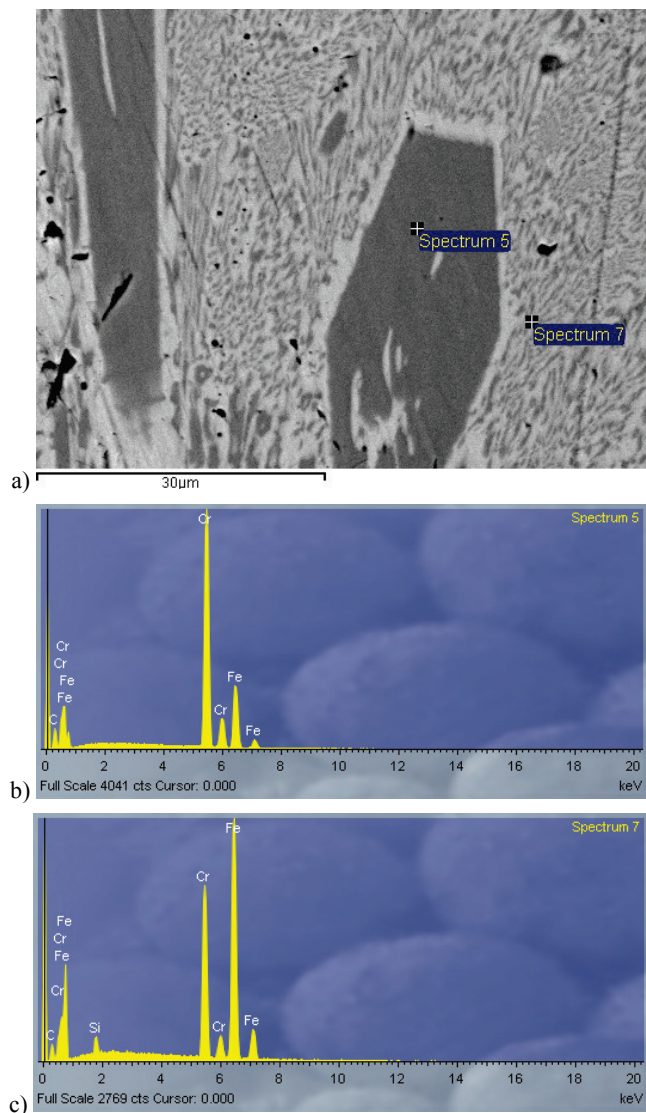 Spectrum 5
Spectrum 7
a)
30µm
Spectrum 5
Cr
Cr
Cr
Fe
Fe
C
Cr
Fe
Fe
0 2 4 6 8 10 12 14 16 18 20
b) Full Scale 4041 cts Cursor: 0.000 keV
Spectrum 7
Fe
Cr
Fe
Cr
Fe
Cr
C
Si
Cr
Fe
0 2 4 6 8 10 12 14 16 18 20
c) Full Scale 2769 cts Cursor: 0.000 keV